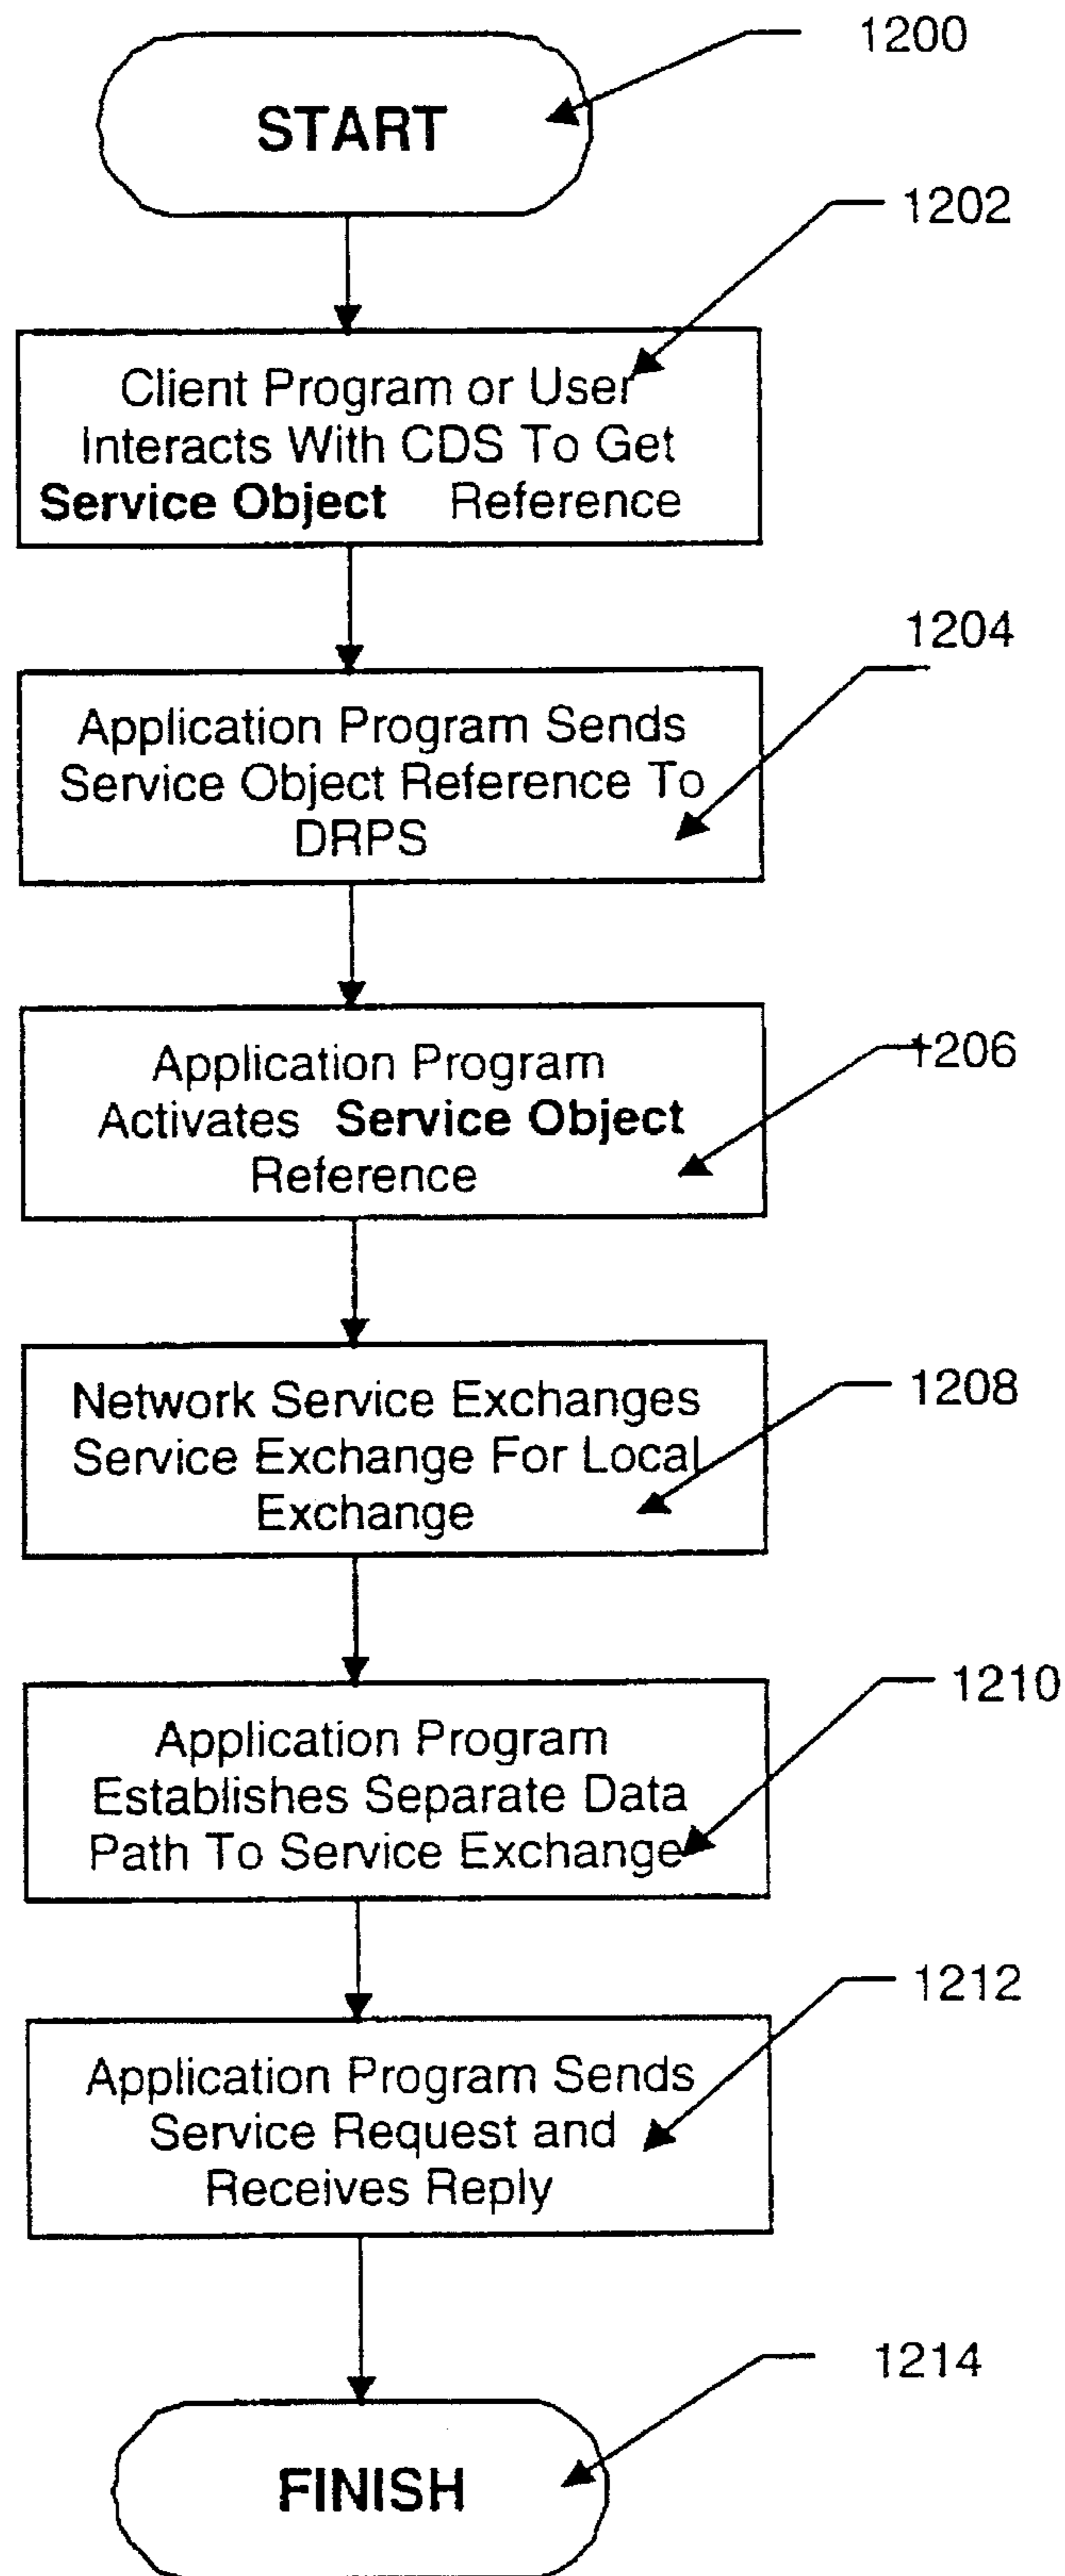 1200
START
1202
Client Program or User
Interacts With CDS To Get
Service Object Reference
1204
Application Program Sends
Service Object Reference To
DRPS
1206
Application Program
Activates Service Object
Reference
1208
Network Service Exchanges
Service Exchange For Local
Exchange
1210
Application Program
Establishes Separate Data
Path To Service Exchange
1212
Application Program Sends
Service Request and
Receives Reply
1214
FINISH